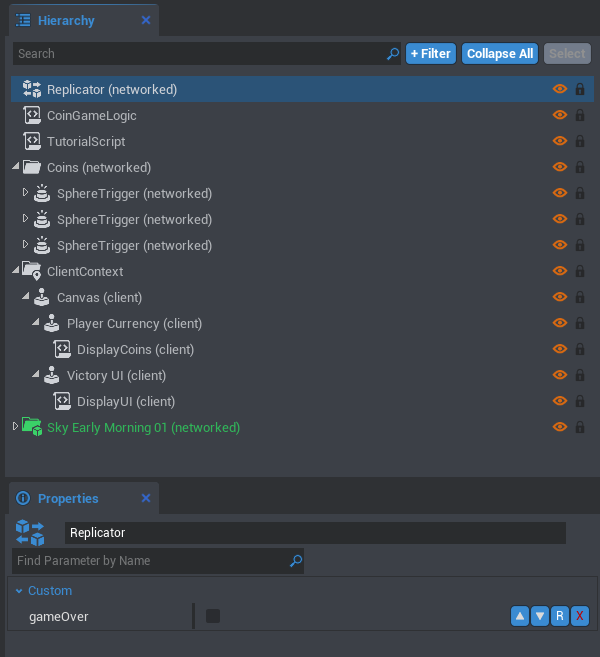 Hierarchy
Search + Filter Collapse All Select
Replicator (networked)
CoinGameLogic
TutorialScript
Coins (networked)
SphereTrigger (networked)
SphereTrigger (networked)
SphereTrigger (networked)
ClientContext
Canvas (client)
Player Currency (client)
DisplayCoins (client)
Victory UI (client)
DisplayUI (client)
Sky Early Morning 01 (networked)
Properties
Replicator
Find Parameter by Name
Custom
gameOver R X